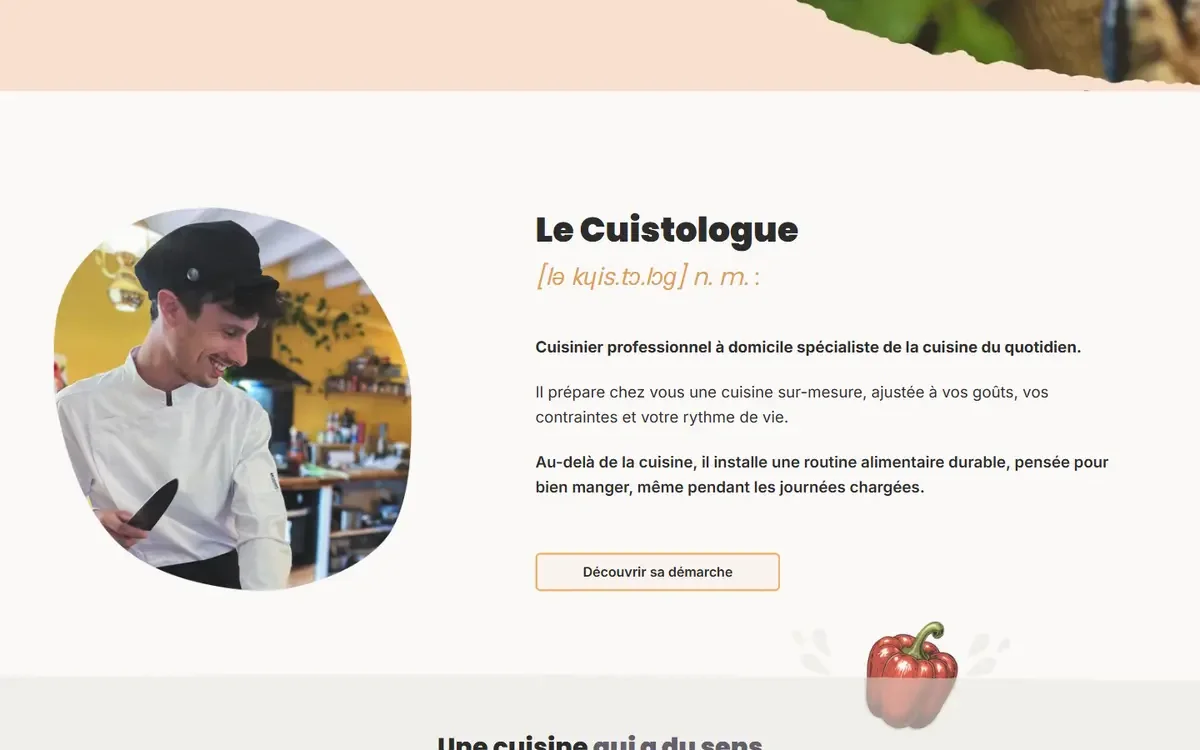 Le Cuistologue
[lə kɥis.tɔ.lɔg] n. m. :
Cuisinier professionnel à domicile spécialiste de la cuisine du quotidien.
Il prépare chez vous une cuisine sur-mesure, ajustée à vos goûts, vos
contraintes et votre rythme de vie.
Au-delà de la cuisine, il installe une routine alimentaire durable, pensée pour
bien manger, même pendant les journées chargées.
Découvrir sa démarche
Une cuisine qui a du sens